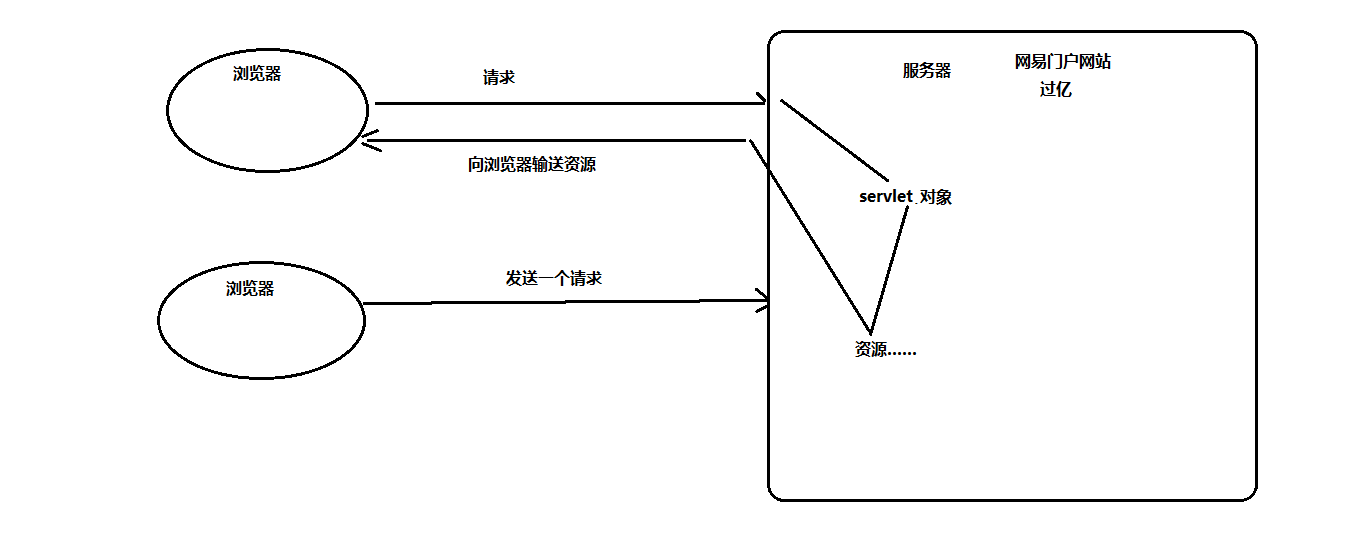 浏览器
请求
向浏览器输送资源
服务器
网易门户网站
过亿
servlet 对象
浏览器
发送一个请求
资源......